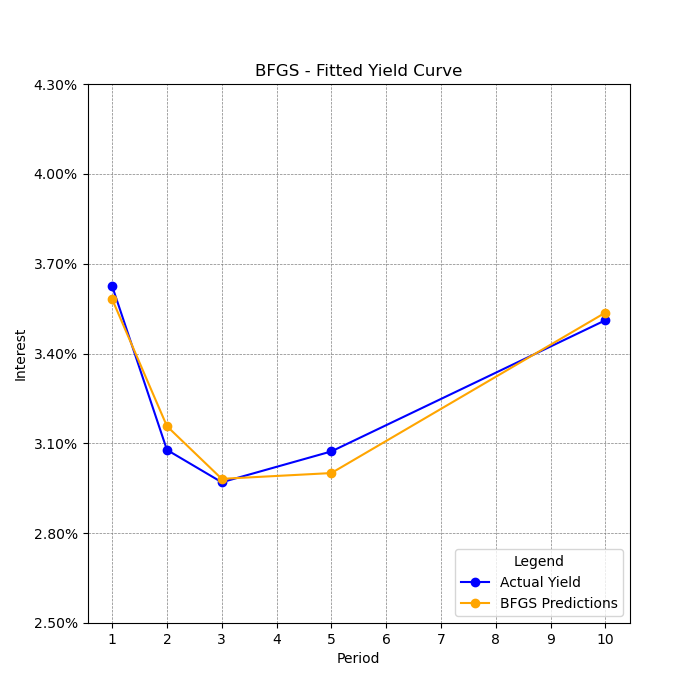 BFGS - Fitted Yield Curve
4.30%
4.00%
3.70%
3.40%
3.10%
2.80%
2.50%
Interest
1 2 3 4 5 6 7 8 9 10
Period
Legend
Actual Yield
BFGS Predictions